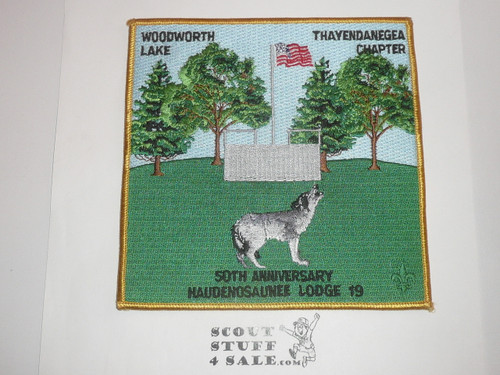 WOODWORTH
LAKE
THAYENDANEGEA
CHAPTER
50TH ANNIVERSARY
HAUDENOSAUNEE LODGE 19
SCOUT
STUFF
4 SALE.com